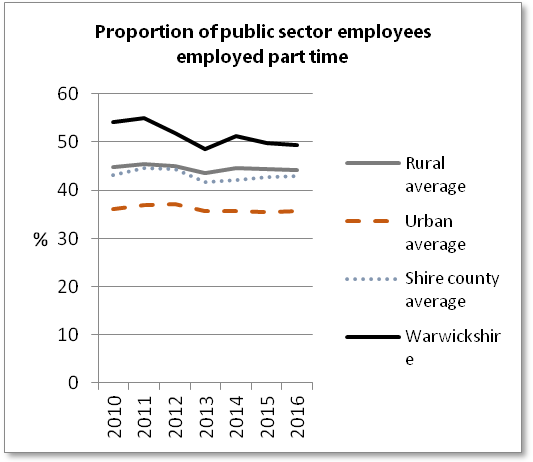 Proportion of public sector employees
employed part time
60
50
40
30
20
10
0
%
2010
2011
2012
2013
2014
2015
2016
Rural
average
Urban
average
Shire county
average
Warwickshir
e